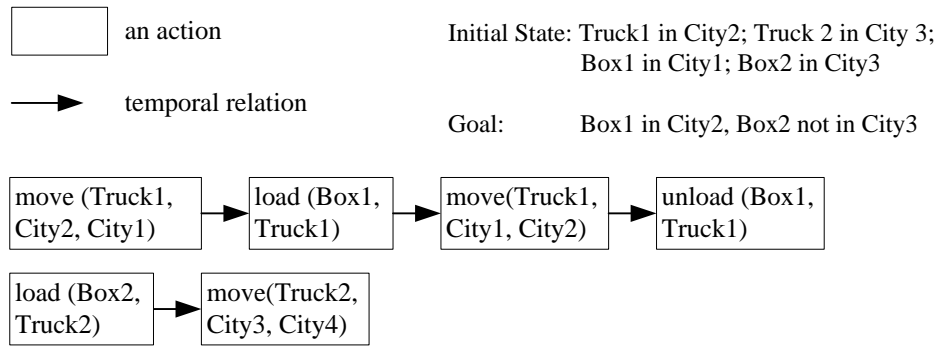 an action
temporal relation
Initial State: Truck1 in City2; Truck 2 in City 3;
Box1 in City1; Box2 in City3
Goal: Box1 in City2, Box2 not in City3
move (Truck1,
City2, City1)
load (Box1,
Truck1)
move(Truck1,
City1, City2)
unload (Box1,
Truck1)
load (Box2,
Truck2)
move(Truck2,
City3, City4)